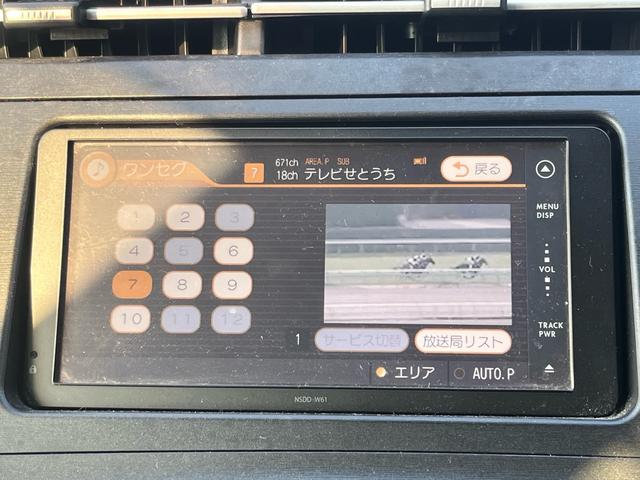 ワンセグ
7
671ch AREA.P SUB
18ch テレビせとうち
戻る
MENU
DISP
1 2 3
4 5 6
7 8 9
10 11 12
VOL
TRACK
PWR
1 サービス切替 放送局リスト
エリア AUTO.P
NSDD-W61